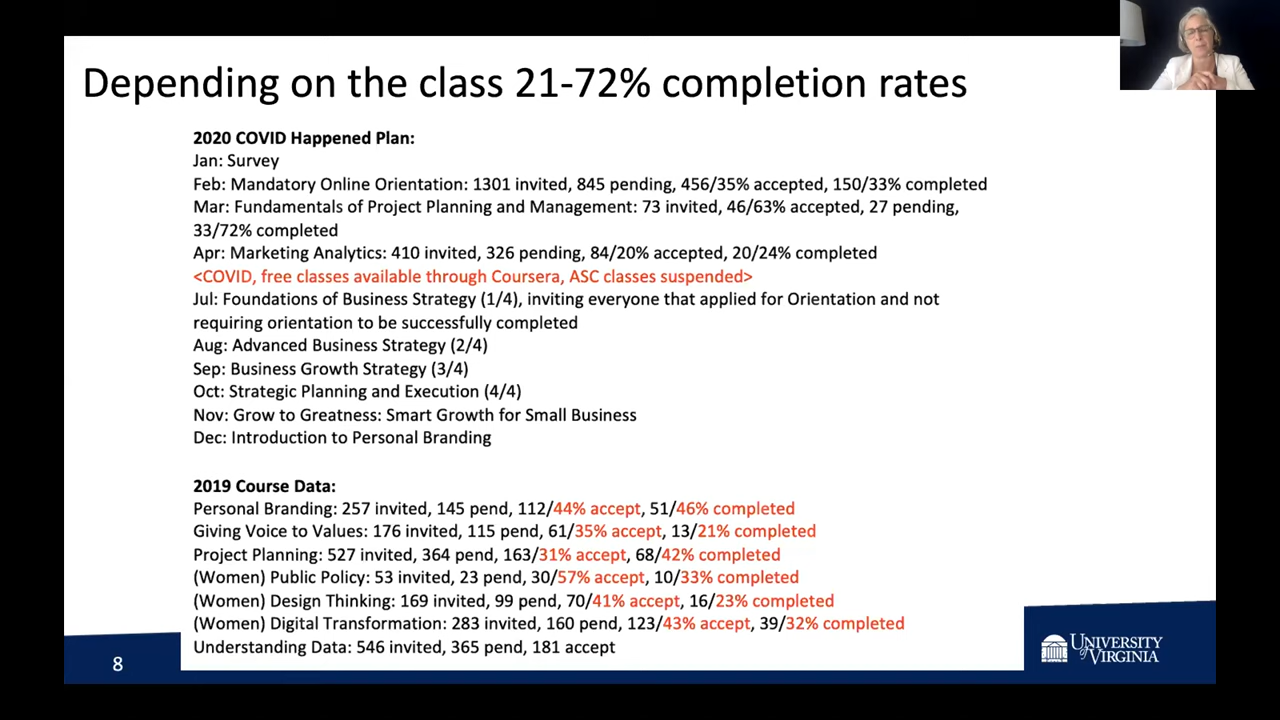 Depending on the class 21-72% completion rates
2020 COVID Happened Plan:
Jan: Survey
Feb: Mandatory Online Orientation: 1301 invited, 845 pending, 456/35% accepted, 150/33% completed
Mar: Fundamentals of Project Planning and Management: 73 invited, 46/63% accepted, 27 pending,
33/72% completed
Apr: Marketing Analytics: 410 invited, 326 pending, 84/20% accepted, 20/24% completed
<COVID, free classes available through Coursera, ASC classes suspended>
Jul: Foundations of Business Strategy (1/4), inviting everyone that applied for Orientation and not
requiring orientation to be successfully completed
Aug: Advanced Business Strategy (2/4)
Sep: Business Growth Strategy (3/4)
Oct: Strategic Planning and Execution (4/4)
Nov: Grow to Greatness: Smart Growth for Small Business
Dec: Introduction to Personal Branding
2019 Course Data:
Personal Branding: 257 invited, 145 pend, 112/44% accept, 51/46% completed
Giving Voice to Values: 176 invited, 115 pend, 61/35% accept, 13/21% completed
Project Planning: 527 invited, 364 pend, 163/31% accept, 68/42% completed
(Women) Public Policy: 53 invited, 23 pend, 30/57% accept, 10/33% completed
(Women) Design Thinking: 169 invited, 99 pend, 70/41% accept, 16/23% completed
(Women) Digital Transformation: 283 invited, 160 pend, 123/43% accept, 39/32% completed
Understanding Data: 546 invited, 365 pend, 181 accept
8
UNIVERSITY
of VIRGINIA